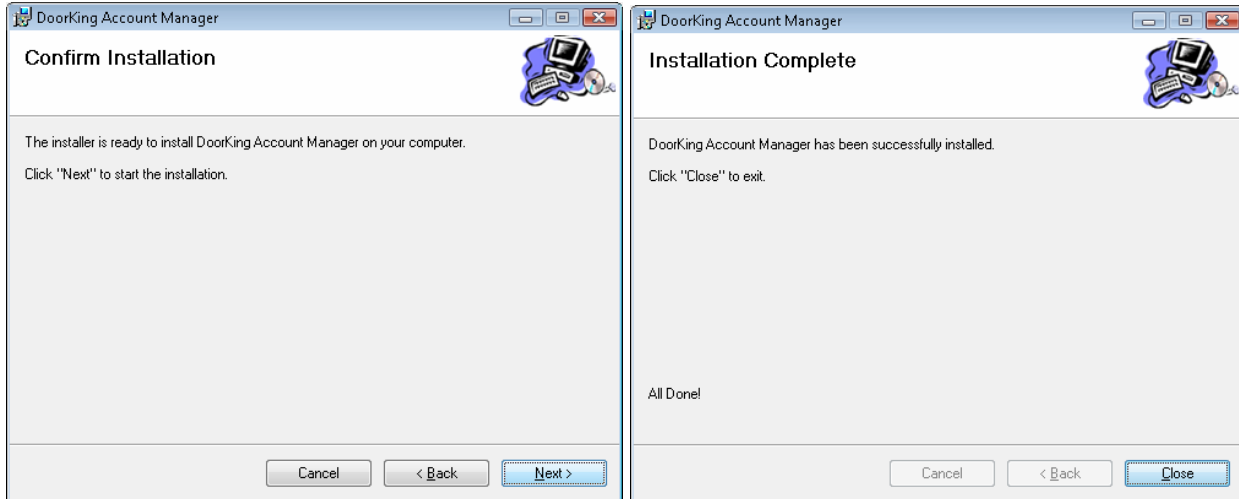 DoorKing Account Manager
Confirm Installation
The installer is ready to install DoorKing Account Manager on your computer.
Click "Next" to start the installation.
Cancel
< Back
Next >
DoorKing Account Manager
Installation Complete
DoorKing Account Manager has been successfully installed.
Click "Close" to exit.
All Done!
Cancel
< Back
Close